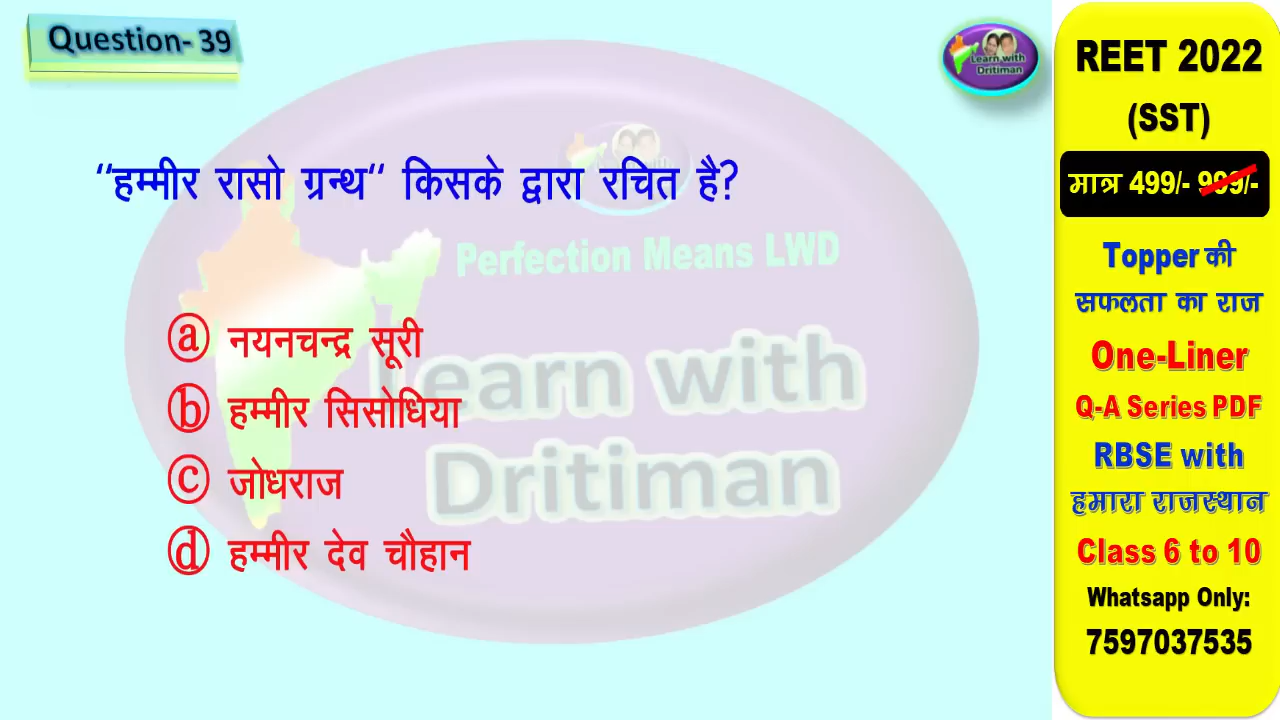 Question- 39
Learn with
Dritiman
"हम्मीर रासो ग्रन्थ" किसके द्वारा रचित है?
Perfection Means LWD
ⓐ नयनचन्द्र सूरी
ⓑ हम्मीर सिसोधिया
ⓒ जोधराज
ⓓ हम्मीर देव चौहान
Learn with
Dritiman
REET 2022
(SST)
मात्र 499/- 999/-
Topper की
सफलता का राज
One-Liner
Q-A Series PDF
RBSE with
हमारा राजस्थान
Class 6 to 10
Whatsapp Only:
7597037535